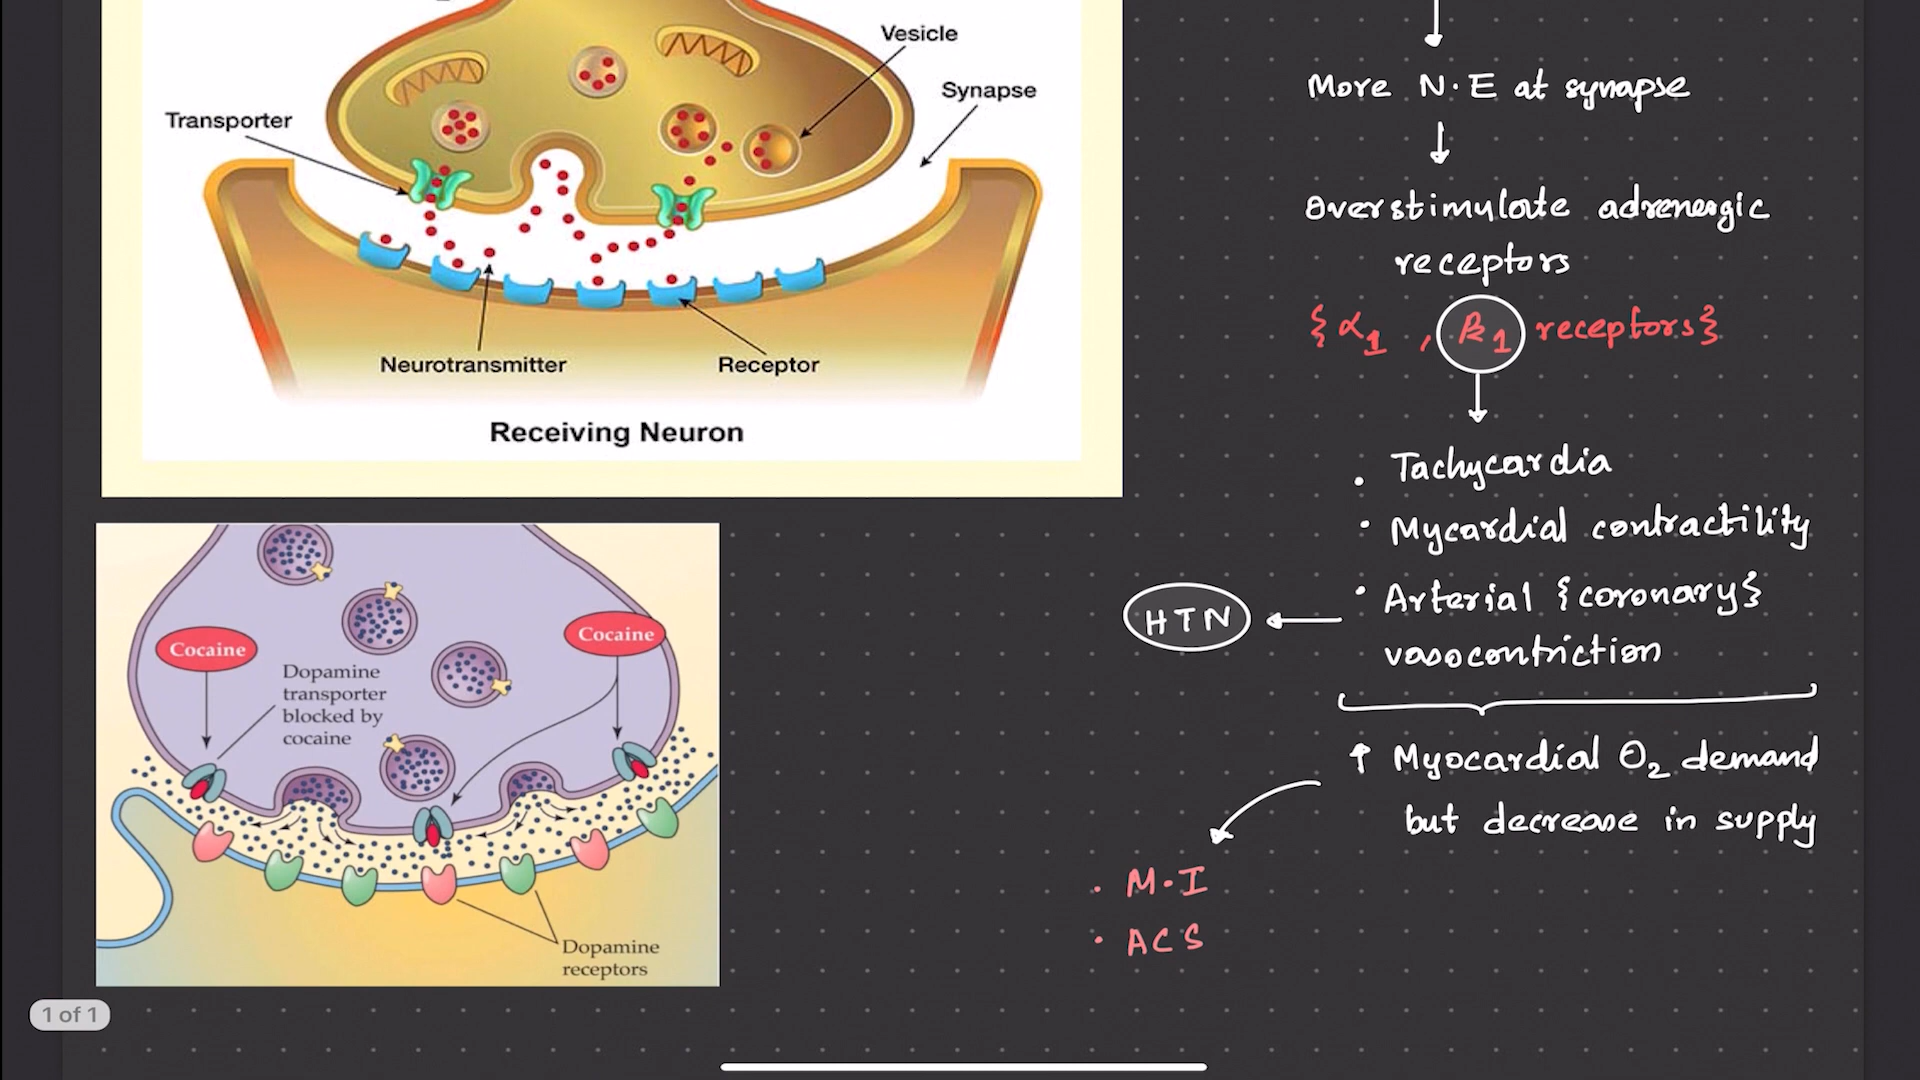 Vesicle
Synapse
Transporter
Neurotransmitter
Receptor
Receiving Neuron
Cocaine
Cocaine
Dopamine
transporter
blocked by
cocaine
Dopamine
receptors
1 of 1
More N.E at synapse
Overstimulate adrenergic
receptors
{α1 , β1 receptors}
• Tachycardia
• Mycardial contractility
• Arterial {coronary}
vasocontriction
HTN
↑ Myocardial O2 demand
but decrease in supply
• M.I
• ACS